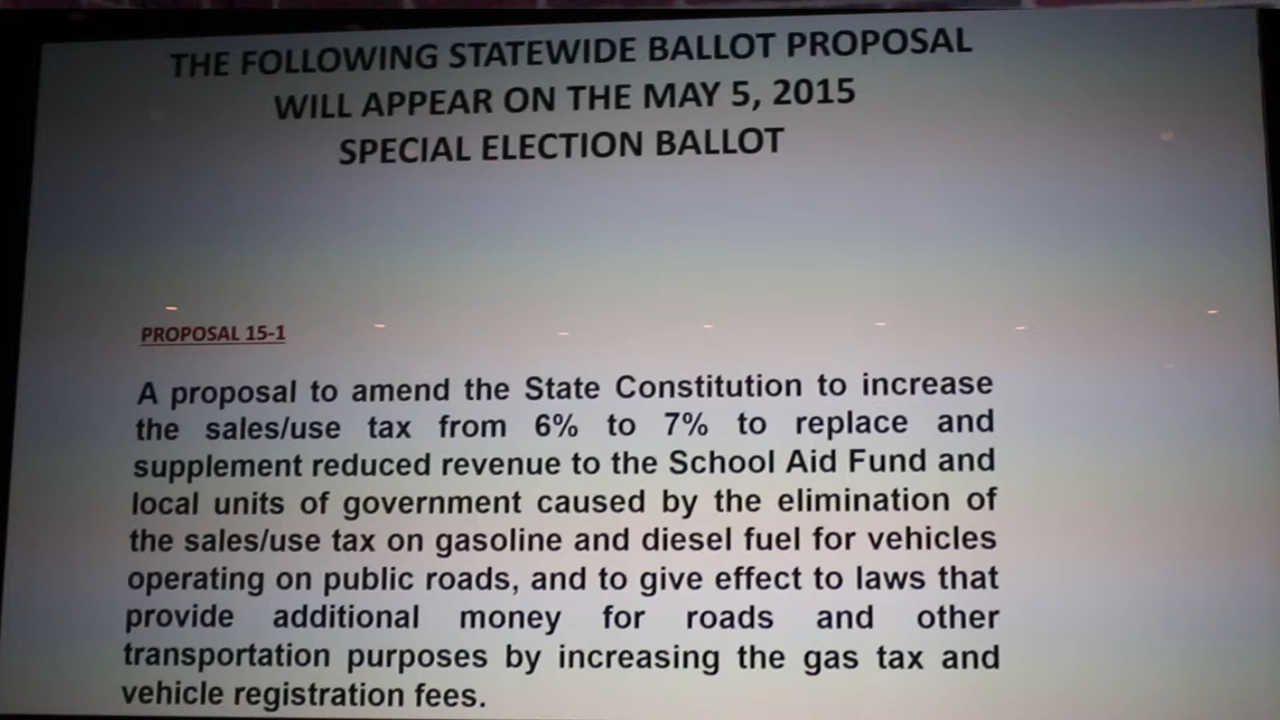 THE FOLLOWING STATEWIDE BALLOT PROPOSAL
WILL APPEAR ON THE MAY 5, 2015
SPECIAL ELECTION BALLOT
PROPOSAL 15-1
A proposal to amend the State Constitution to increase
the sales/use tax from 6% to 7% to replace and
supplement reduced revenue to the School Aid Fund and
local units of government caused by the elimination of
the sales/use tax on gasoline and diesel fuel for vehicles
operating on public roads, and to give effect to laws that
provide additional money for roads and other
transportation purposes by increasing the gas tax and
vehicle registration fees.